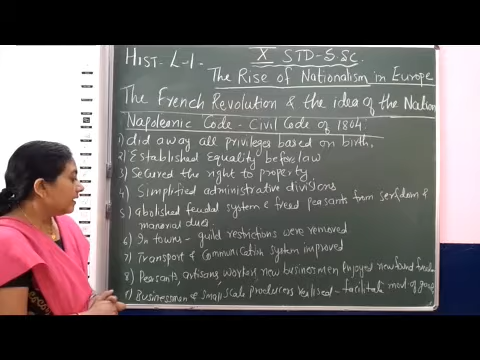 HIST- L-1- X STD-S.SC.
The Rise of Nationalism in Europe
The French Revolution & the idea of the Nation
Napoleonic Code - Civil Code of 1804.
1) did away all privileges based on birth.
2) Established Equality before law
3) Secured the right to property
4) Simplified administrative divisions
5) abolished feudal system & freed peasants from serfdom &
manorial dues.
6) In towns - guild restrictions were removed
7) Transport & Communication system improved
8) Peasants, artisans, workers new businessmen enjoyed new found
9) Businessmen & Small scale producers realised - facilitate movt of